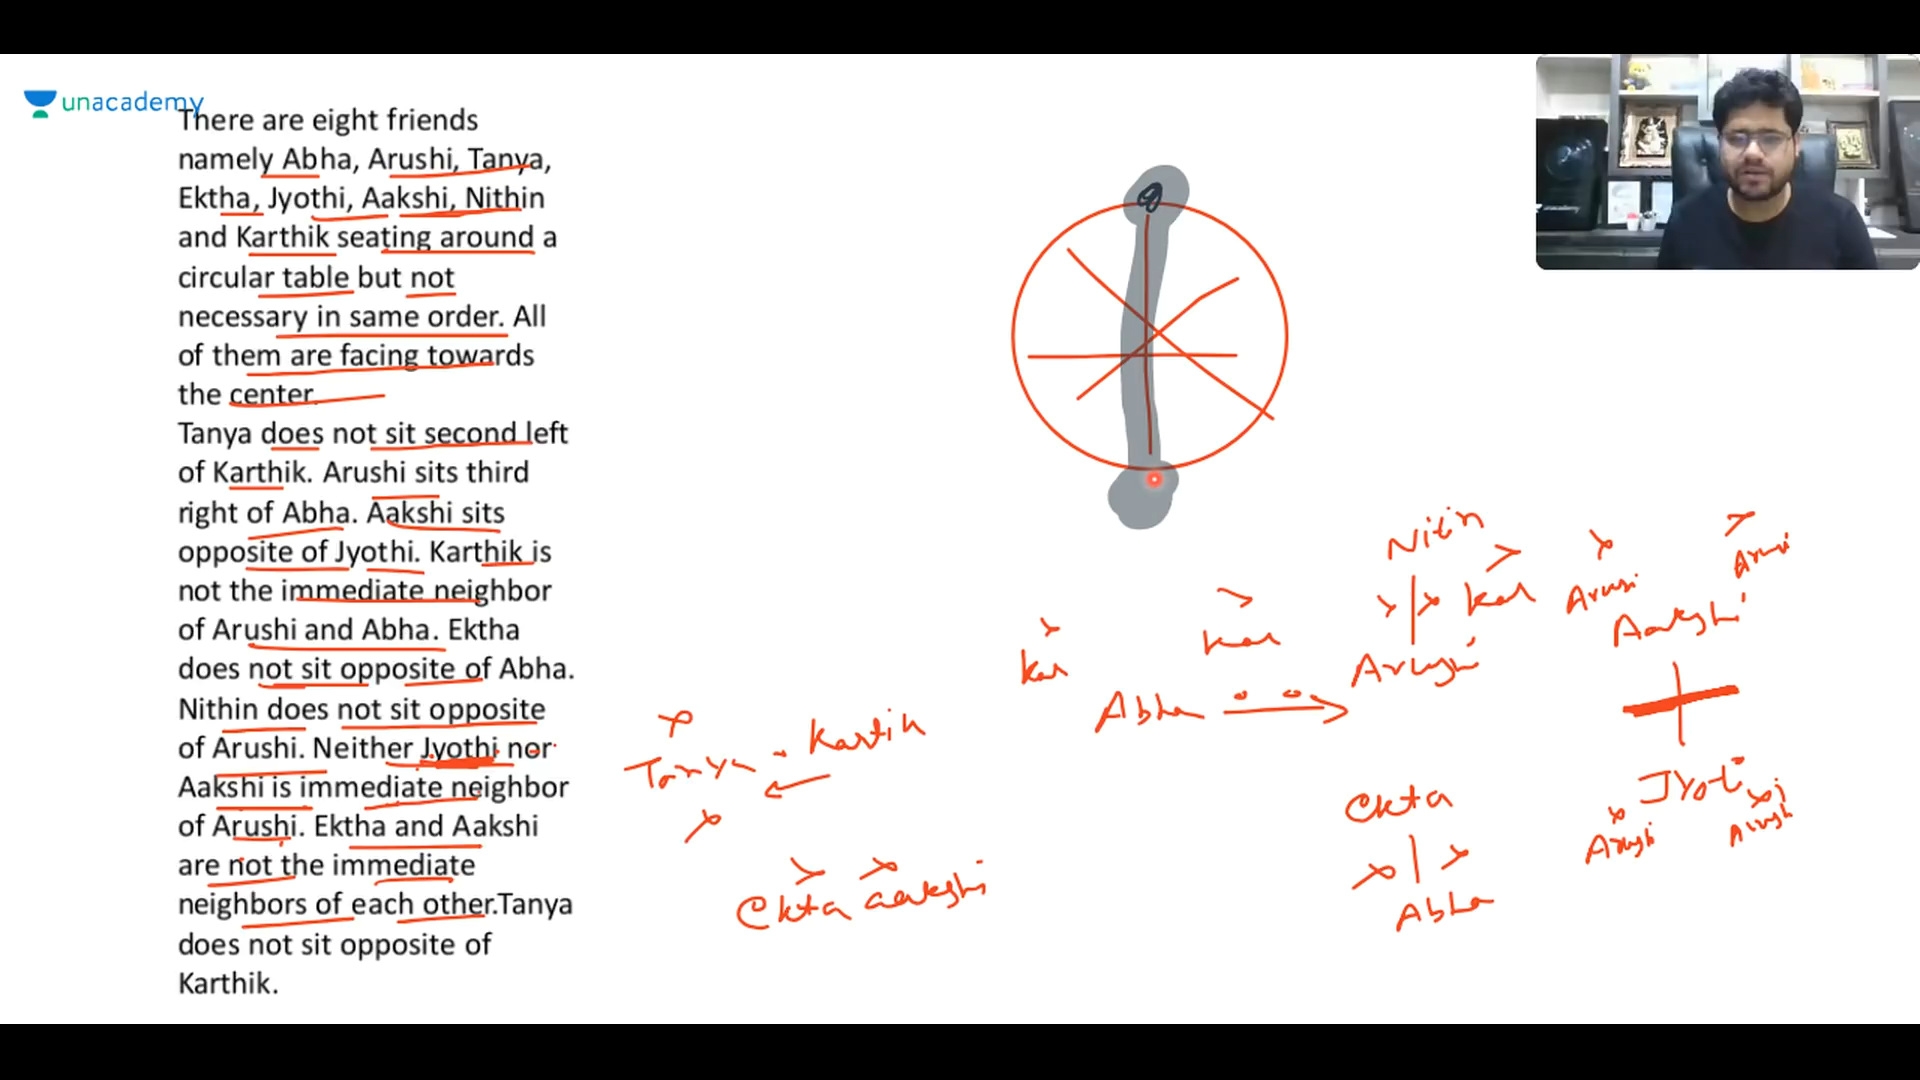 unacademy
There are eight friends
namely Abha, Arushi, Tanya,
Ektha, Jyothi, Aakshi, Nithin
and Karthik seating around a
circular table but not
necessary in same order. All
of them are facing towards
the center.
Tanya does not sit second left
of Karthik. Arushi sits third
right of Abha. Aakshi sits
opposite of Jyothi. Karthik is
not the immediate neighbor
of Arushi and Abha. Ektha
does not sit opposite of Abha.
Nithin does not sit opposite
of Arushi. Neither Jyothi nor
Aakshi is immediate neighbor
of Arushi. Ektha and Aakshi
are not the immediate
neighbors of each other.Tanya
does not sit opposite of
Karthik.
Tanya - Kartik
Ekta aakshi
Kar
Kar
Abha
Nitin
Kar
Arushi
Arusi
Aakshi
Jyoti
Arushi
Arushi
Ekta
Abha
unacademy